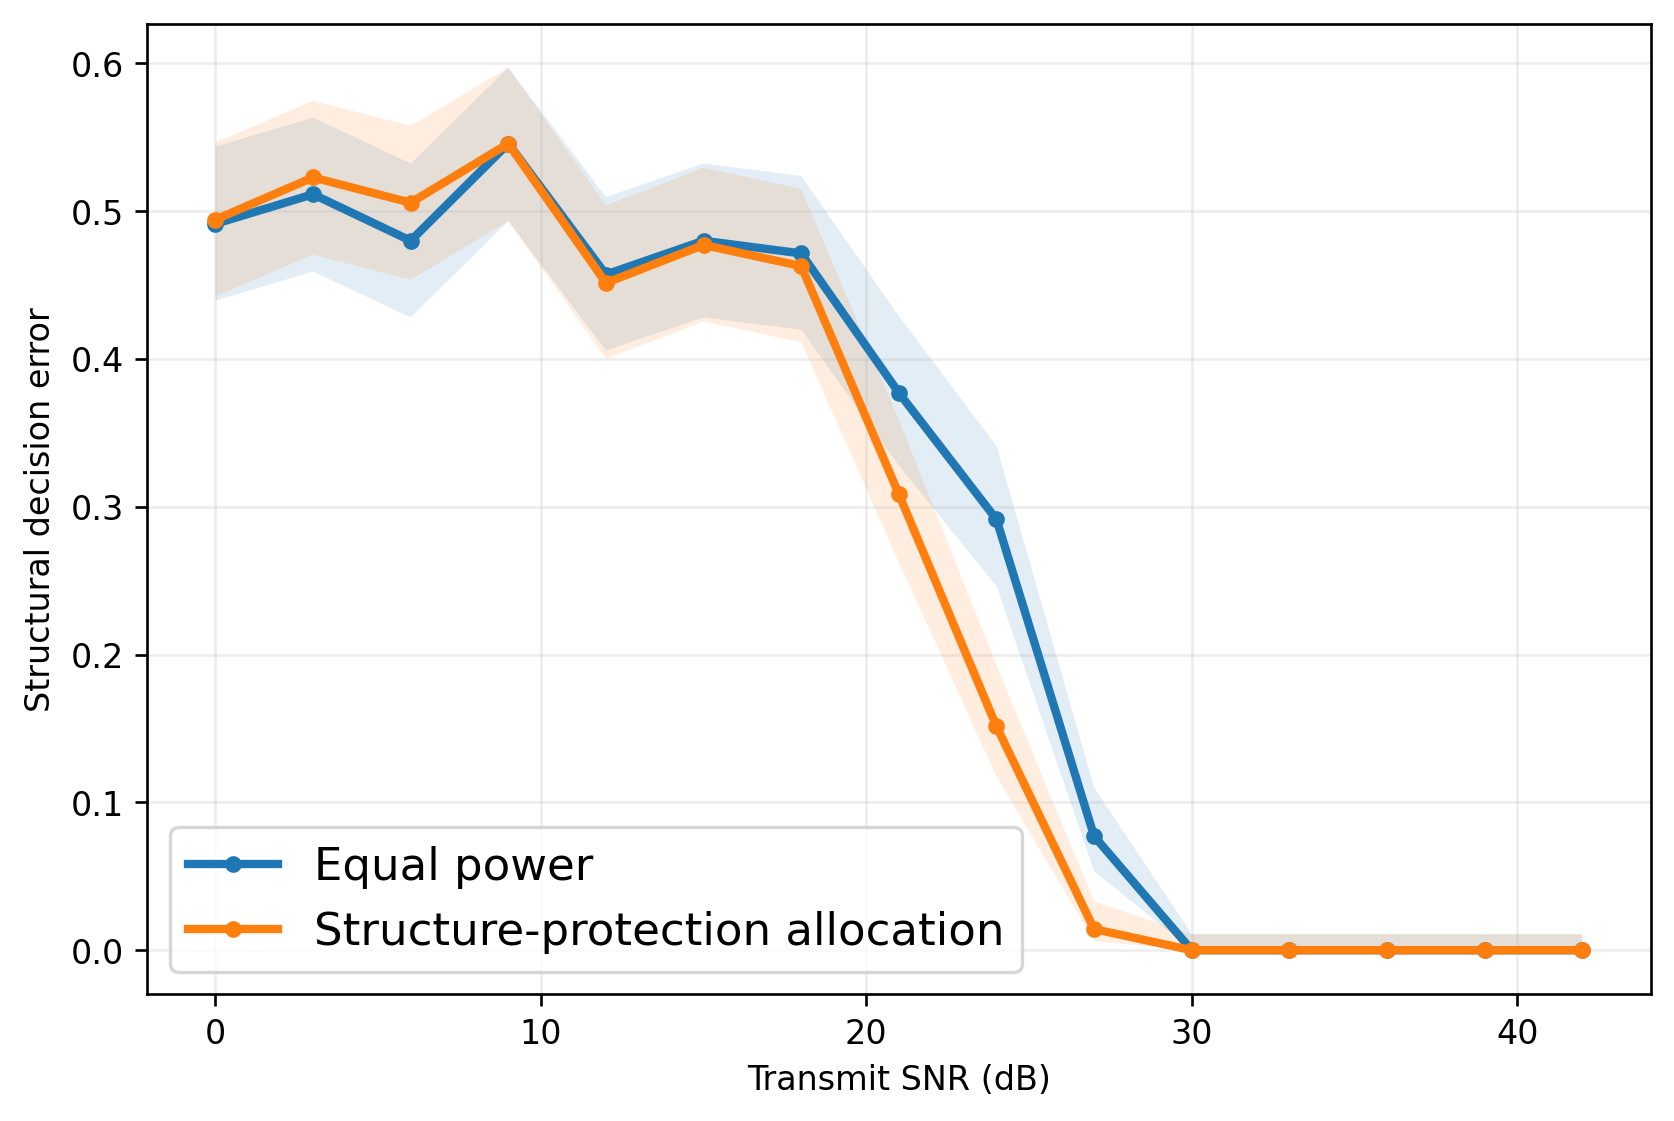 0.6
0.5
0.4
0.3
0.2
0.1
0.0
Structural decision error
Equal power
Structure-protection allocation
0 10 20 30 40
Transmit SNR (dB)